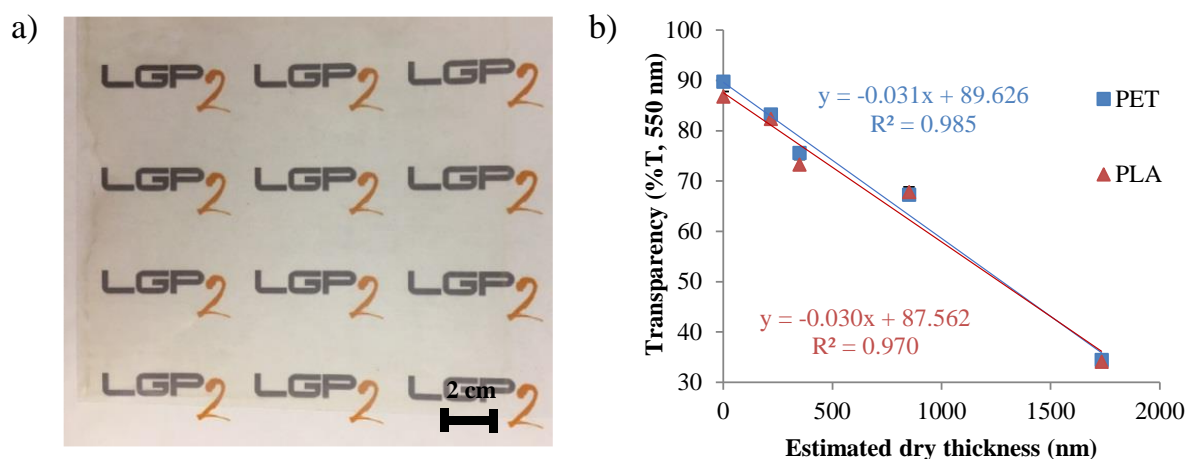 a)
LGP2 LGP2 LGP2
LGP2 LGP2 LGP2
LGP2 LGP2 LGP2
LGP2 LGP2 LGP2
2 cm
b)
100
90
80
70
60
50
40
30
Transparency (%T, 550 nm)
y = -0.031x + 89.626
R² = 0.985
y = -0.030x + 87.562
R² = 0.970
PET
PLA
0 500 1000 1500 2000
Estimated dry thickness (nm)